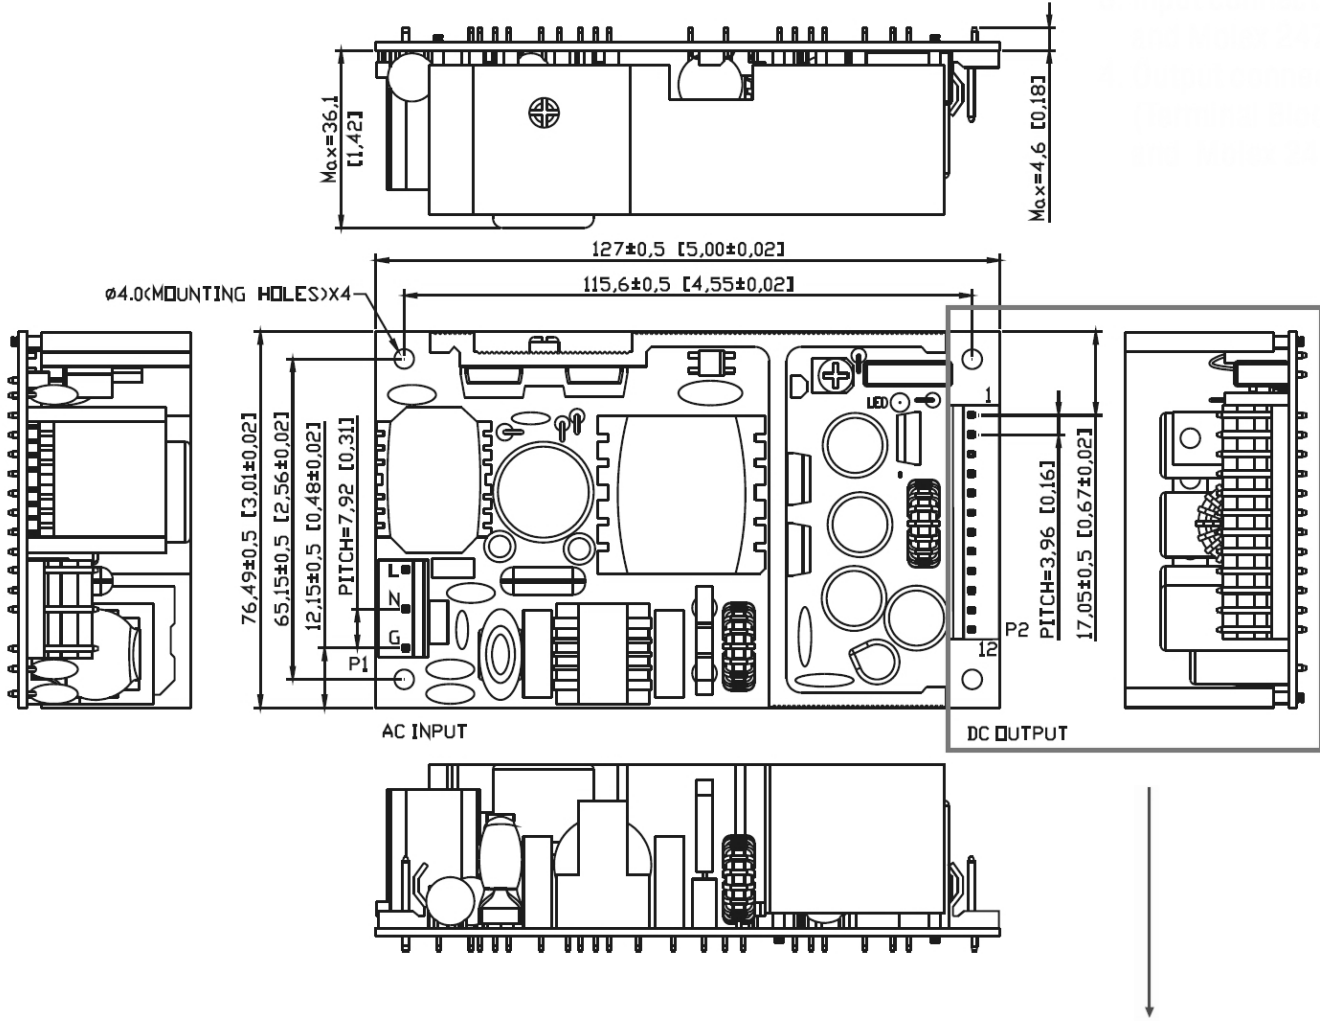 Max=36,1
[1,42]
Max=4,6 [0,18]
127±0,5 [5,00±0,02]
115,6±0,5 [4,55±0,02]
ø4.0(MOUNTING HOLES)X4
76,49±0,5 [3,01±0,02]
65,15±0,5 [2,56±0,02]
12,15±0,5 [0,48±0,02]
PITCH=7,92 [0,31]
LED
1
L
N
G
P1
12
P2
PITCH=3,96 [0,16]
17,05±0,5 [0,67±0,02]
AC INPUT
DC OUTPUT